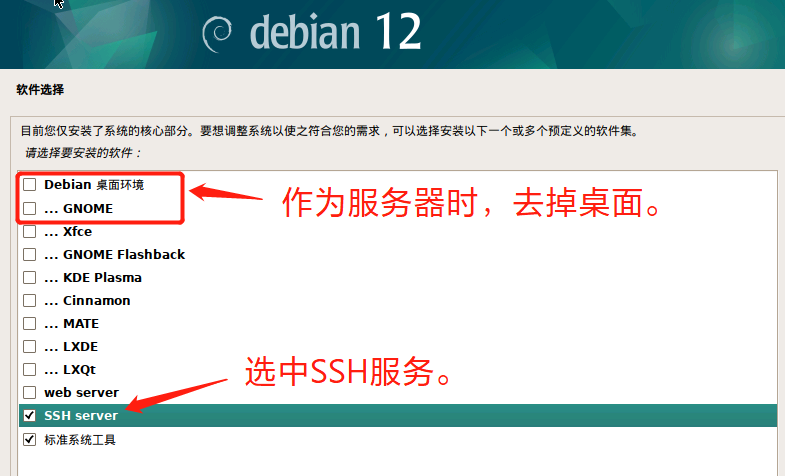 debian 12
软件选择
目前您仅安装了系统的核心部分。要想调整系统以使之符合您的需求，可以选择安装以下一个或多个预定义的软件集。
请选择要安装的软件：
Debian 桌面环境
... GNOME
作为服务器时，去掉桌面。
... Xfce
... GNOME Flashback
... KDE Plasma
... Cinnamon
... MATE
... LXDE
... LXQt
选中SSH服务。
web server
SSH server
标准系统工具